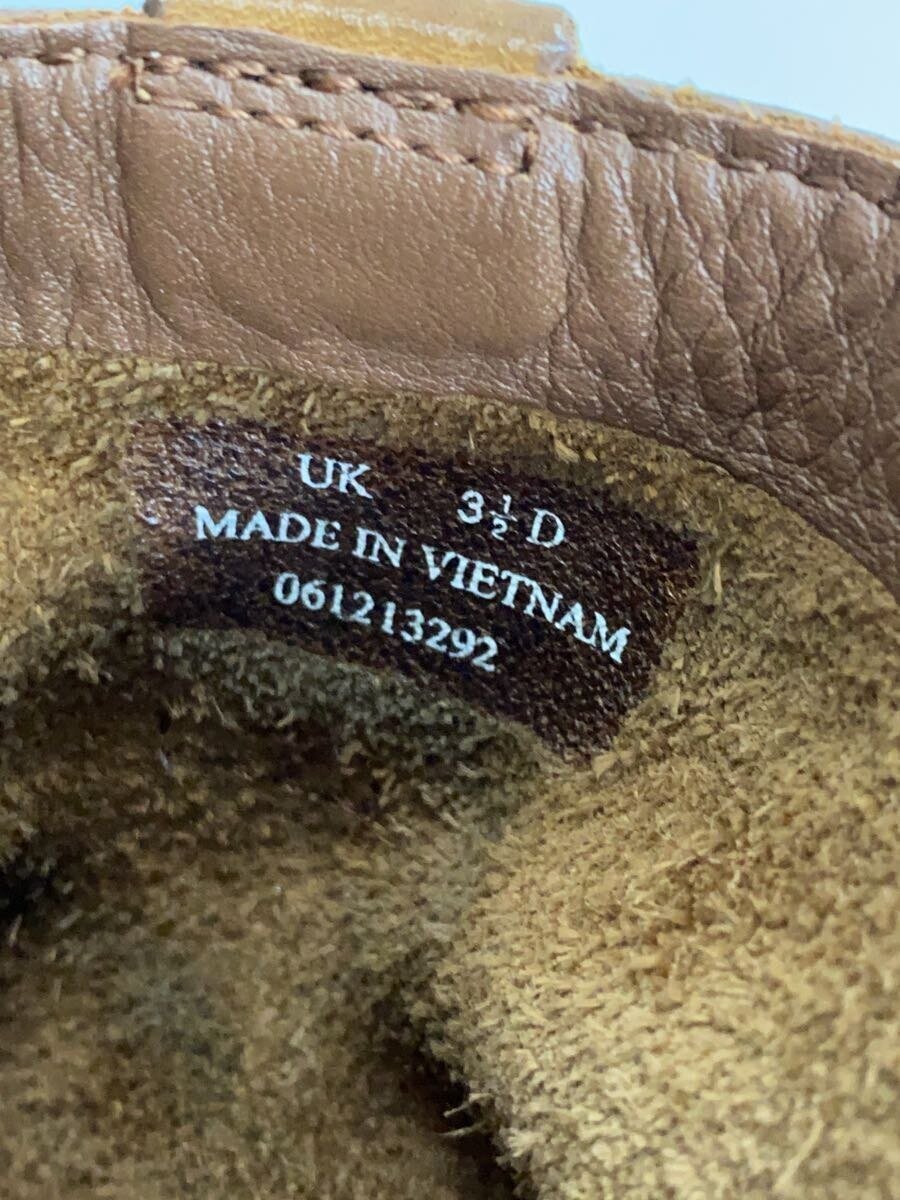 UK 3½ D
MADE IN VIETNAM
061213292